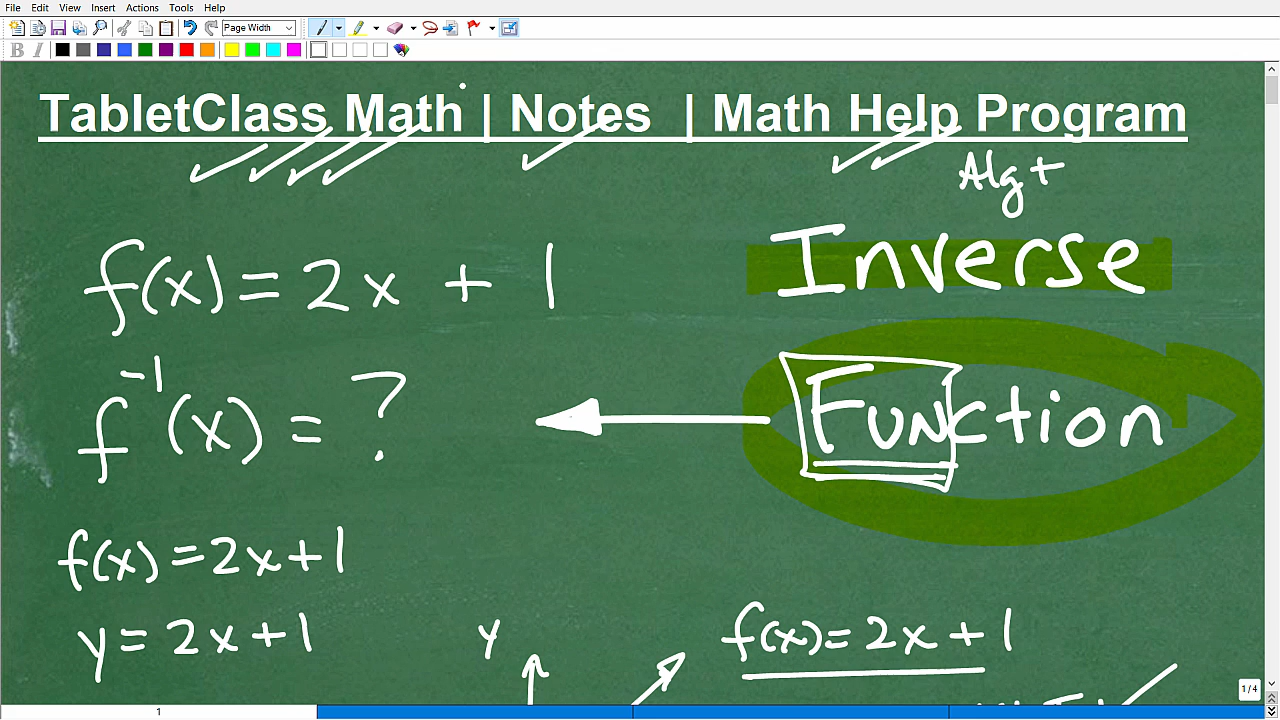 File Edit View Insert Actions Tools Help
Page Width
B I
TabletClass Math | Notes | Math Help Program
Alg +
f(x) = 2x + 1
Inverse
f⁻¹(x) = ?
Function
f(x) = 2x + 1
y = 2x + 1
y
f(x) = 2x + 1
1/4
1